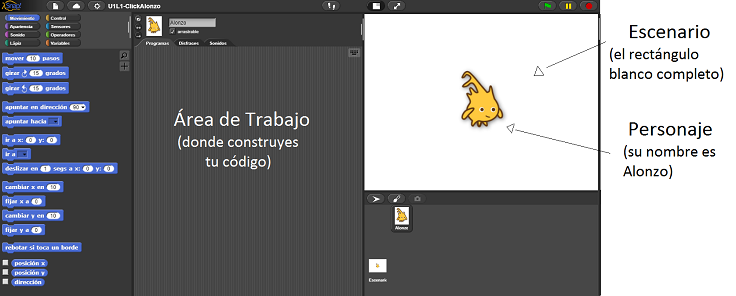 Snap!
U1L1-ClickAlonzo
Movimiento
Control
Apariencia
Sensores
Sonido
Operadores
Lápiz
Variables
mover 10 pasos
girar 15 grados
girar 15 grados
apuntar en dirección 90
apuntar hacia
ir a x: 0 y: 0
ir a
deslizar en 1 segs a x: 0 y: 0
cambiar x en 10
fijar x a 0
cambiar y en 10
fijar y a 0
rebotar si toca un borde
posición x
posición y
dirección
Alonzo
arrastrable
Programas
Disfraces
Sonidos
Área de Trabajo
(donde construyes
tu código)
Alonzo
Escenario
Escenario
(el rectángulo
blanco completo)
Personaje
(su nombre es
Alonzo)